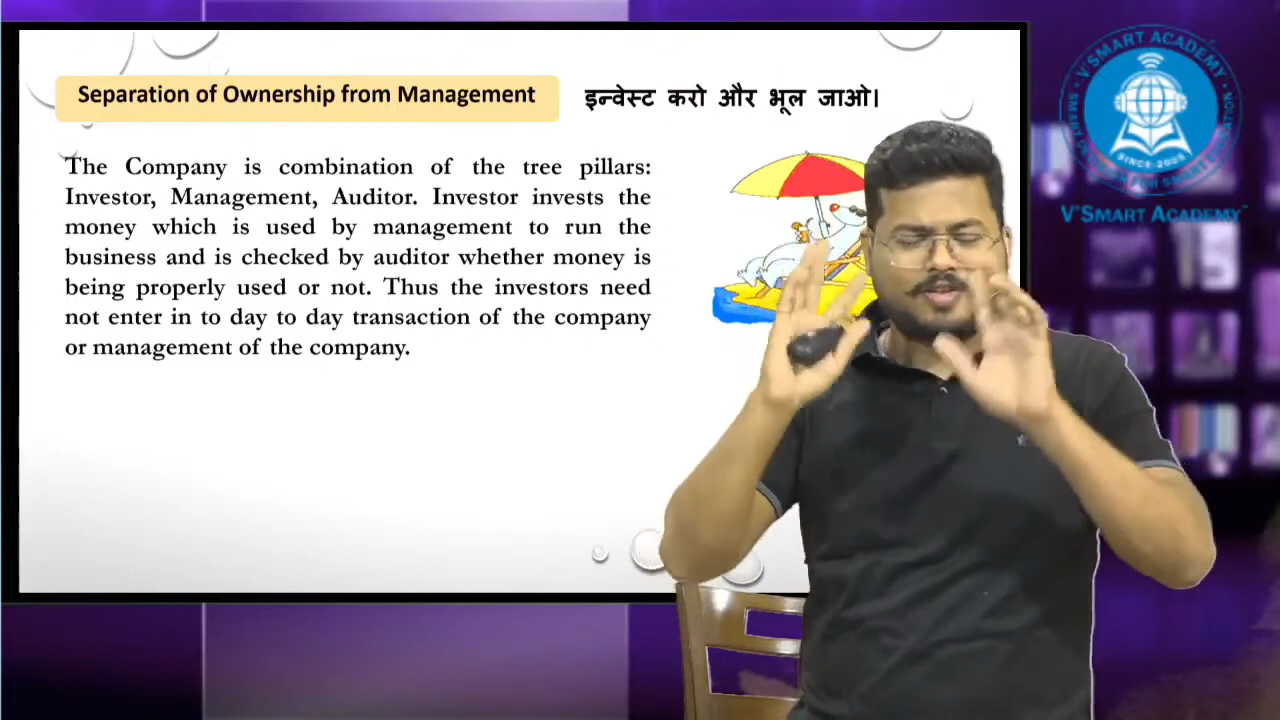 Separation of Ownership from Management
इन्वेस्ट करो और भूल जाओ।
The Company is combination of the tree pillars:
Investor, Management, Auditor. Investor invests the
money which is used by management to run the
business and is checked by auditor whether money is
being properly used or not. Thus the investors need
not enter in to day to day transaction of the company
or management of the company.
V'SMART ACADEMY
SINCE-2008
V'SMART ACADEMY